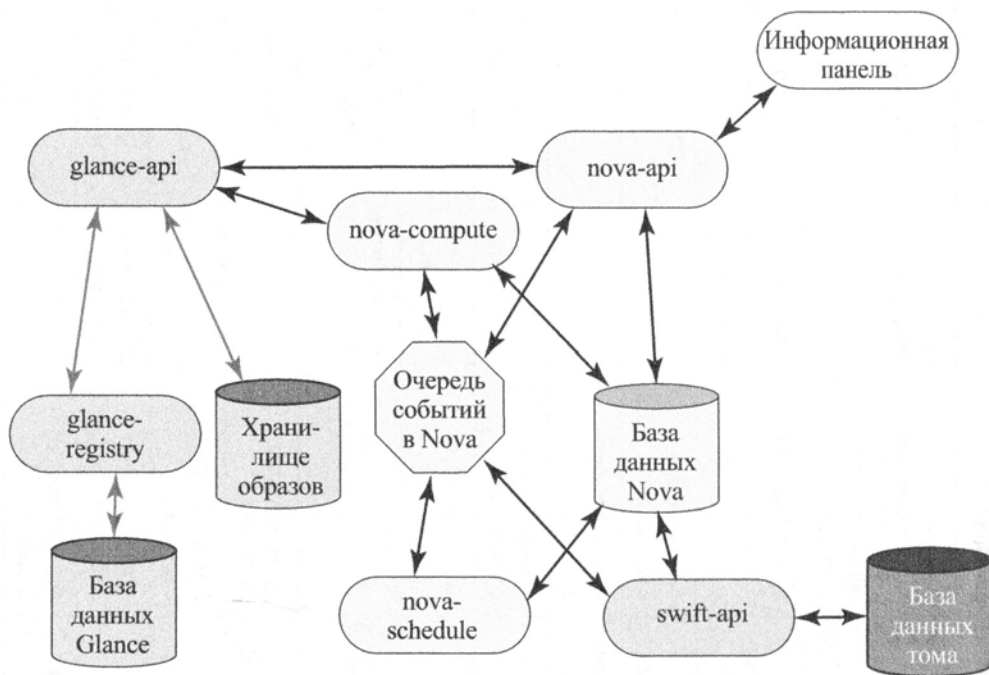 Информационная
панель
glance-api
nova-api
nova-compute
Очередь
событий
в Nova
База
данных
Nova
glance-
registry
Храни-
лище
образов
База
данных
Glance
nova-
schedule
swift-api
База
данных
тома